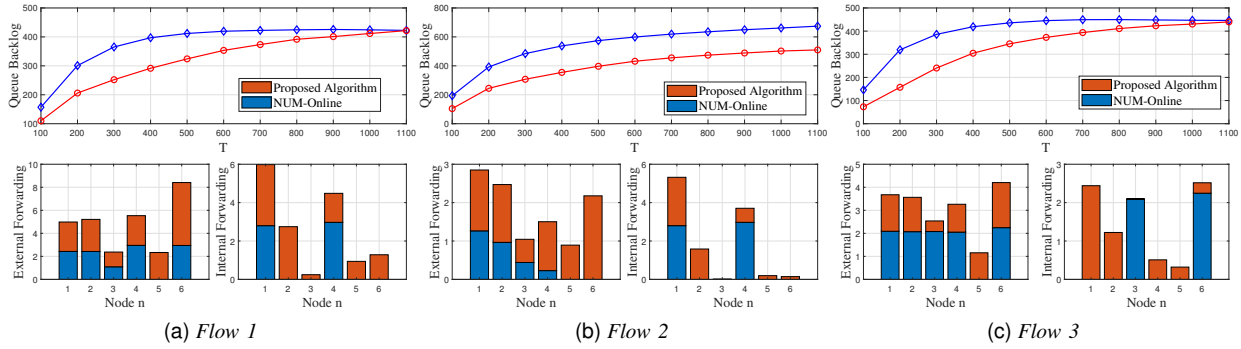 500
400
300
200
100
Queue Backlog
Proposed Algorithm
NUM-Online
100 200 300 400 500 600 700 800 900 1000 1100
T
800
600
400
200
0
Queue Backlog
Proposed Algorithm
NUM-Online
100 200 300 400 500 600 700 800 900 1000 1100
T
500
400
300
200
100
0
Queue Backlog
Proposed Algorithm
NUM-Online
100 200 300 400 500 600 700 800 900 1000 1100
T
10
8
6
4
2
0
External Forwarding
1 2 3 4 5 6
Node n
6
4
2
0
Internal Forwarding
1 2 3 4 5 6
Node n
3
2
1
0
External Forwarding
1 2 3 4 5 6
Node n
6
4
2
0
Internal Forwarding
1 2 3 4 5 6
Node n
5
4
3
2
1
0
External Forwarding
1 2 3 4 5 6
Node n
3
2
1
0
Internal Forwarding
1 2 3 4 5 6
Node n
(a) Flow 1
(b) Flow 2
(c) Flow 3